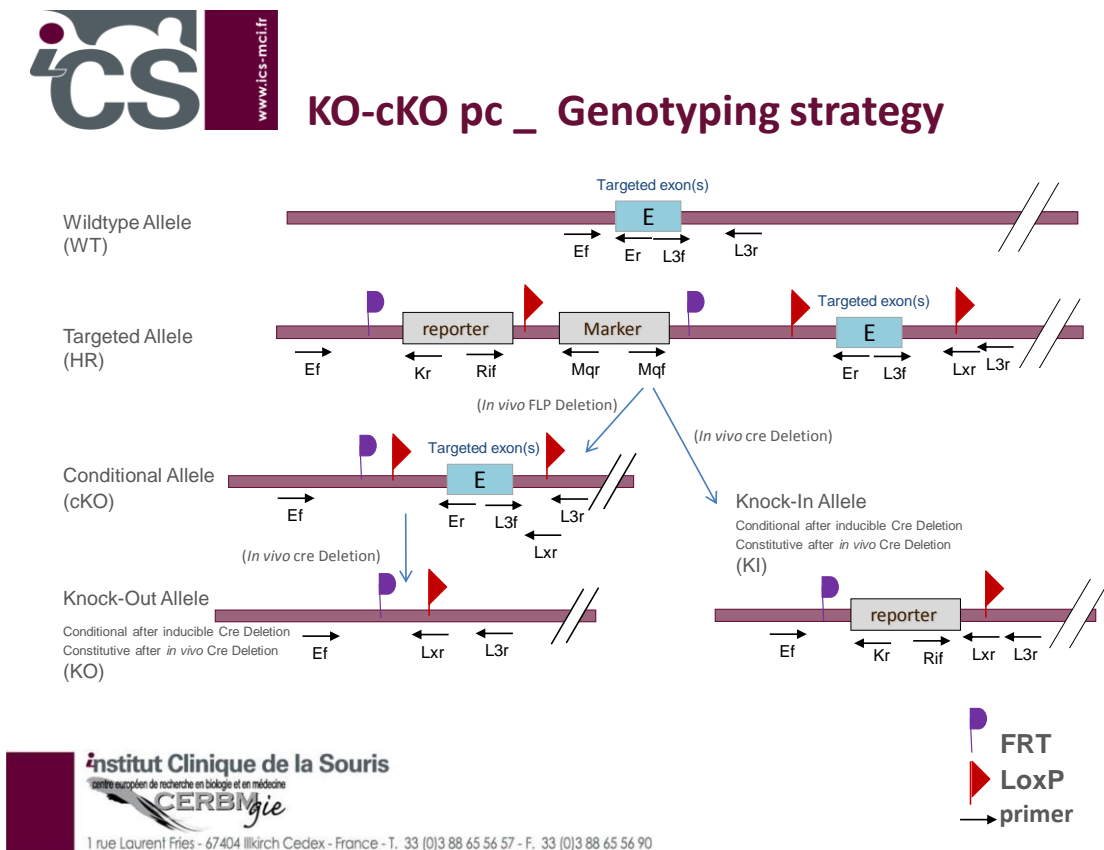 iCS
www.ics-mci.fr
KO-cKO pc _ Genotyping strategy
Targeted exon(s)
Wildtype Allele
(WT)
E
Ef Er L3f L3r
Targeted exon(s)
Targeted Allele
(HR)
reporter Marker E
Ef Kr Rif Mqr Mqf Er L3f Lxr L3r
(In vivo FLP Deletion)
(In vivo cre Deletion)
Targeted exon(s)
Conditional Allele
(cKO)
E
Ef Er L3f L3r
Lxr
(In vivo cre Deletion)
Knock-In Allele
Conditional after inducible Cre Deletion
Constitutive after in vivo Cre Deletion
(KI)
Knock-Out Allele
Conditional after inducible Cre Deletion
Constitutive after in vivo Cre Deletion
(KO)
Ef Lxr L3r
reporter
Ef Kr Rif Lxr L3r
FRT
LoxP
primer
institut Clinique de la Souris
centre européen de recherche en biologie et en médecine
CERBMgie
1 rue Laurent Fries - 67404 Illkirch Cedex - France - T. 33 (0)3 88 65 56 57 - F. 33 (0)3 88 65 56 90